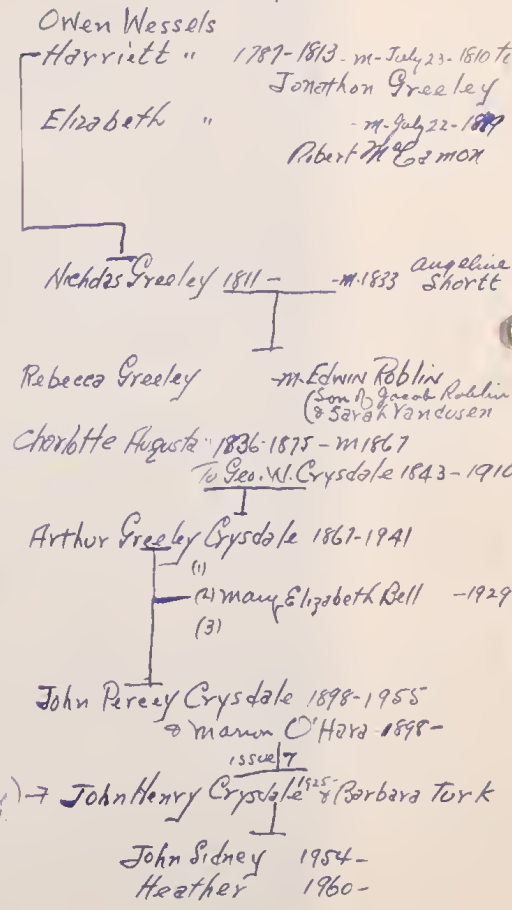 Owen Wessels
Harriett " 1787-1813 - m-July 23-1810 to
Jonathon Greeley
Elizabeth " - m-July 22-
Robert McEamon
Nicholas Greeley 1811 - -m.1833 Angeline
Shortt
Rebecca Greeley -m-Edwin Roblin
(Son of Jacob Roblin
& Sarah Vandusen
Charlotte Augusta " 1836-1875 - m1867
To Geo. W. Crysdale 1843-1910
Arthur Greeley Crysdale 1867-1941
(1)
(2) Mary Elizabeth Bell -1929
(3)
John Percey Crysdale 1898-1955
& Marion O'Hara 1898-
issue 7
→ John Henry Crysdale 1925- & Barbara Turk
John Sidney 1954-
Heather 1960-